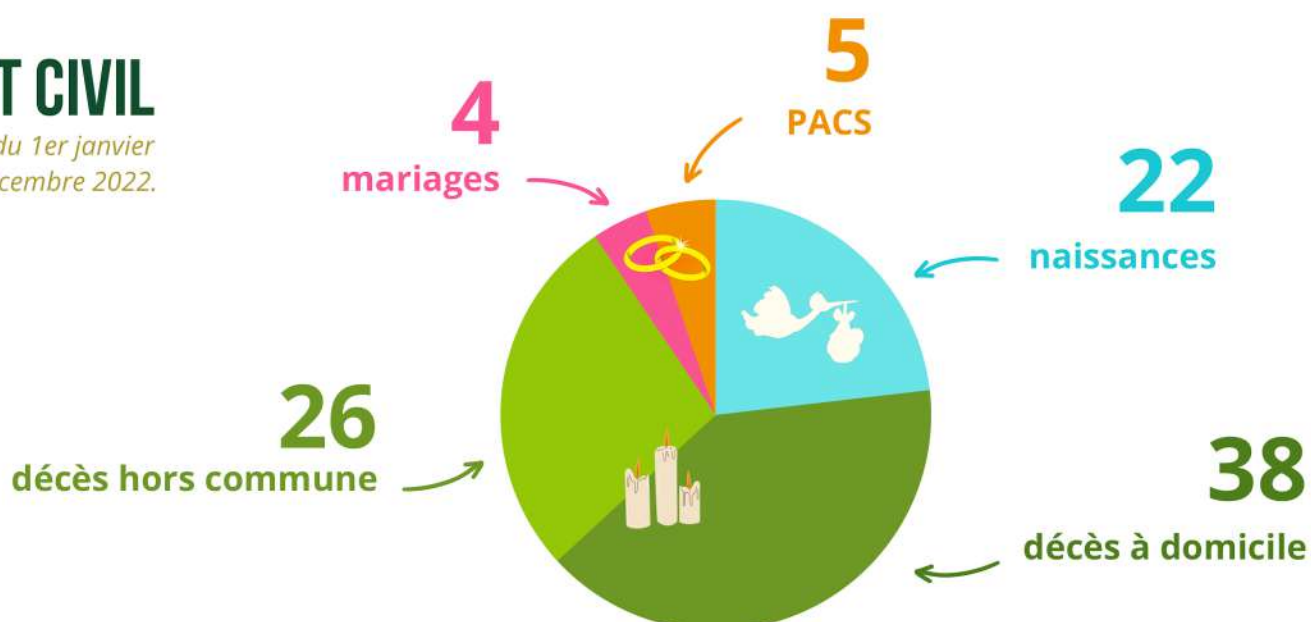 T CIVIL
du 1er janvier
cembre 2022.
4
mariages
5
PACS
22
naissances
26
décès hors commune
38
décès à domicile